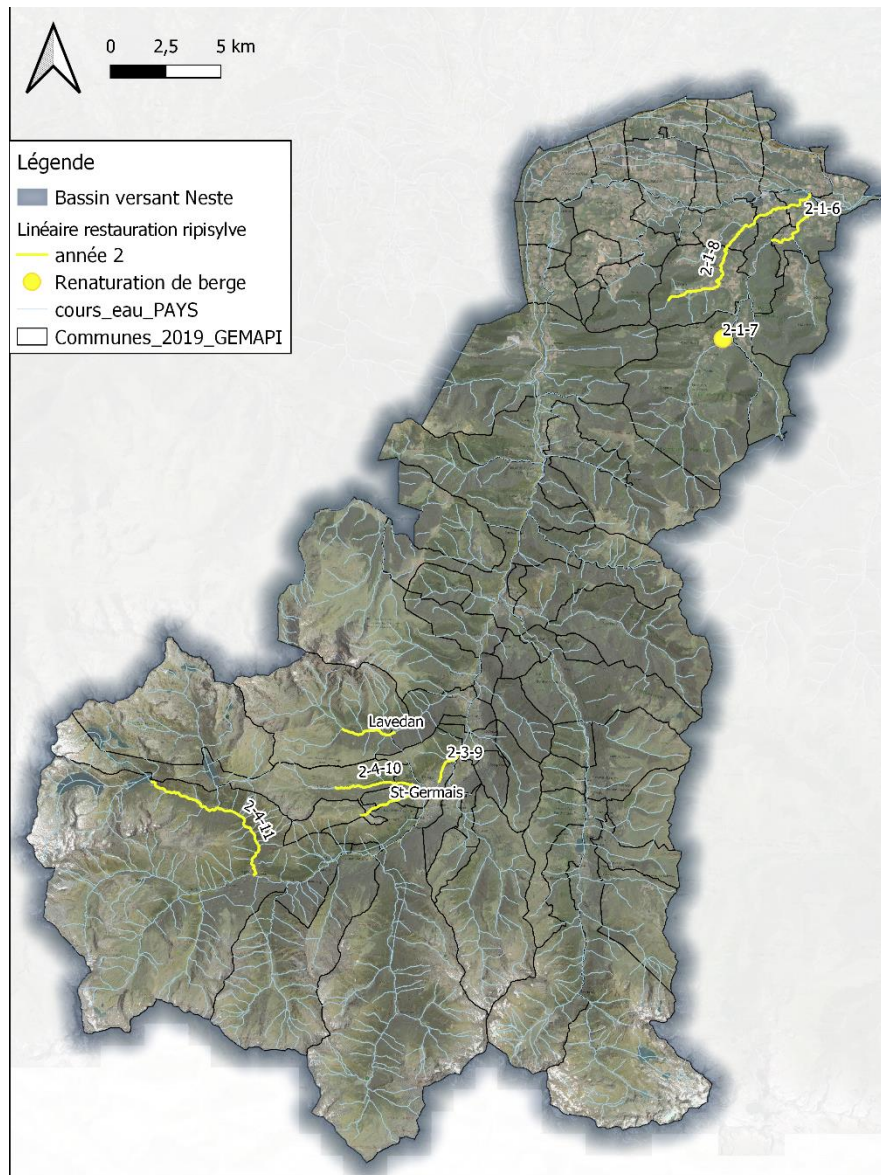 0 2,5 5 km
Légende
Bassin versant Neste
Linéaire restauration ripisylve
année 2
Renaturation de berge
cours_eau_PAYS
Communes_2019_GEMAPI
2-1-6
2-1-8
2-1-7
Lavedan
2-3-9
2-4-10
St-Germais
2-4-11